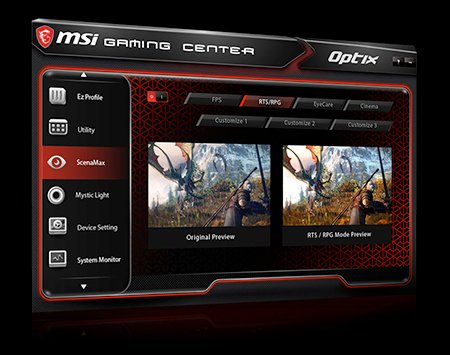 msi GAMING CENTER
Optix
Ez Profile
Utility
ScenaMax
Mystic Light
Device Setting
System Monitor
FPS
RTS/RPG
EyeCare
Cinema
Customize 1
Customize 2
Customize 3
Original Preview
RTS / RPG Mode Preview